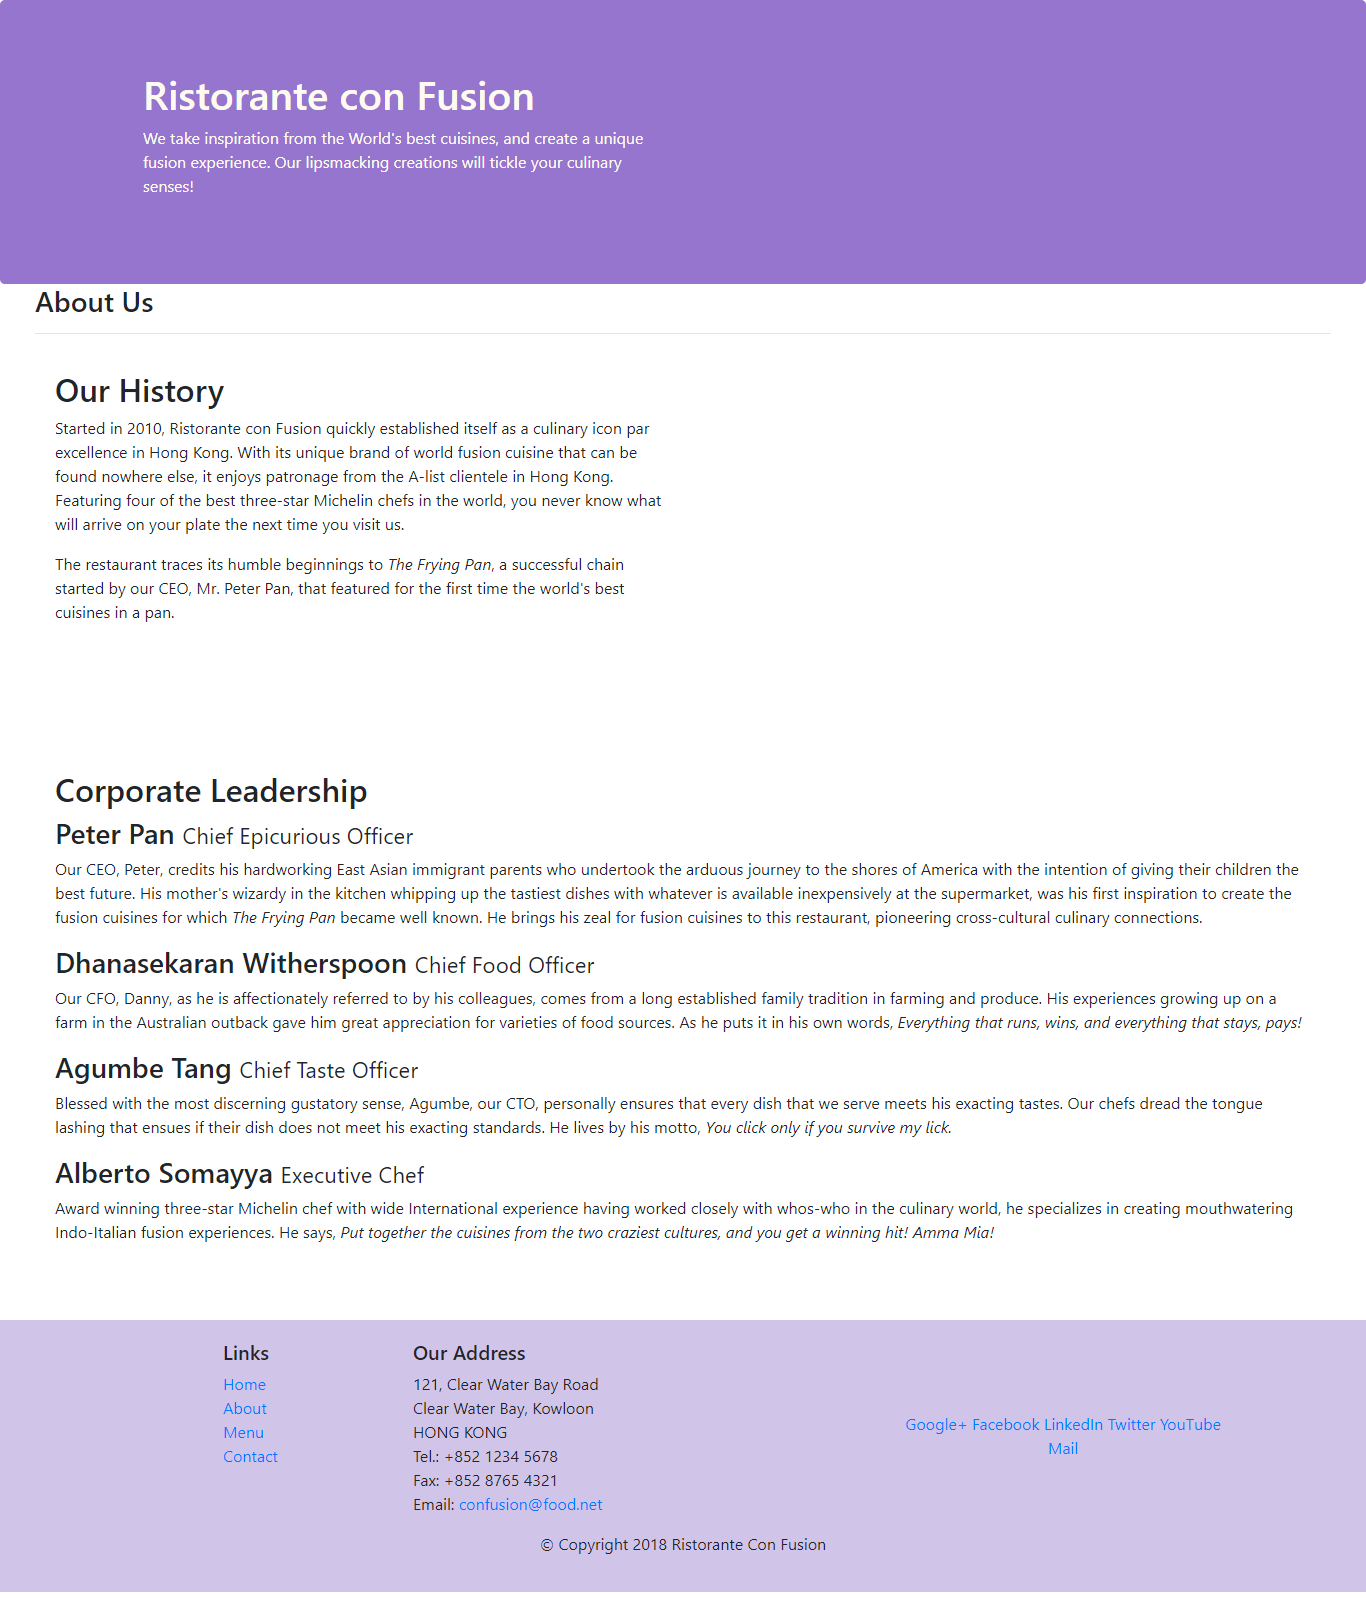 Ristorante con Fusion
We take inspiration from the World's best cuisines, and create a unique
fusion experience. Our lipsmacking creations will tickle your culinary
senses!
About Us
Our History
Started in 2010, Ristorante con Fusion quickly established itself as a culinary icon par
excellence in Hong Kong. With its unique brand of world fusion cuisine that can be
found nowhere else, it enjoys patronage from the A-list clientele in Hong Kong.
Featuring four of the best three-star Michelin chefs in the world, you never know what
will arrive on your plate the next time you visit us.
The restaurant traces its humble beginnings to The Frying Pan, a successful chain
started by our CEO, Mr. Peter Pan, that featured for the first time the world's best
cuisines in a pan.
Corporate Leadership
Peter Pan Chief Epicurious Officer
Our CEO, Peter, credits his hardworking East Asian immigrant parents who undertook the arduous journey to the shores of America with the intention of giving their children the
best future. His mother's wizardy in the kitchen whipping up the tastiest dishes with whatever is available inexpensively at the supermarket, was his first inspiration to create the
fusion cuisines for which The Frying Pan became well known. He brings his zeal for fusion cuisines to this restaurant, pioneering cross-cultural culinary connections.
Dhanasekaran Witherspoon Chief Food Officer
Our CFO, Danny, as he is affectionately referred to by his colleagues, comes from a long established family tradition in farming and produce. His experiences growing up on a
farm in the Australian outback gave him great appreciation for varieties of food sources. As he puts it in his own words, Everything that runs, wins, and everything that stays, pays!
Agumbe Tang Chief Taste Officer
Blessed with the most discerning gustatory sense, Agumbe, our CTO, personally ensures that every dish that we serve meets his exacting tastes. Our chefs dread the tongue
lashing that ensues if their dish does not meet his exacting standards. He lives by his motto, You click only if you survive my lick.
Alberto Somayya Executive Chef
Award winning three-star Michelin chef with wide International experience having worked closely with whos-who in the culinary world, he specializes in creating mouthwatering
Indo-Italian fusion experiences. He says, Put together the cuisines from the two craziest cultures, and you get a winning hit! Amma Mia!
Links
Home
About
Menu
Contact
Our Address
121, Clear Water Bay Road
Clear Water Bay, Kowloon
HONG KONG
Tel.: +852 1234 5678
Fax: +852 8765 4321
Email: confusion@food.net
Google+ Facebook LinkedIn Twitter YouTube
Mail
© Copyright 2018 Ristorante Con Fusion